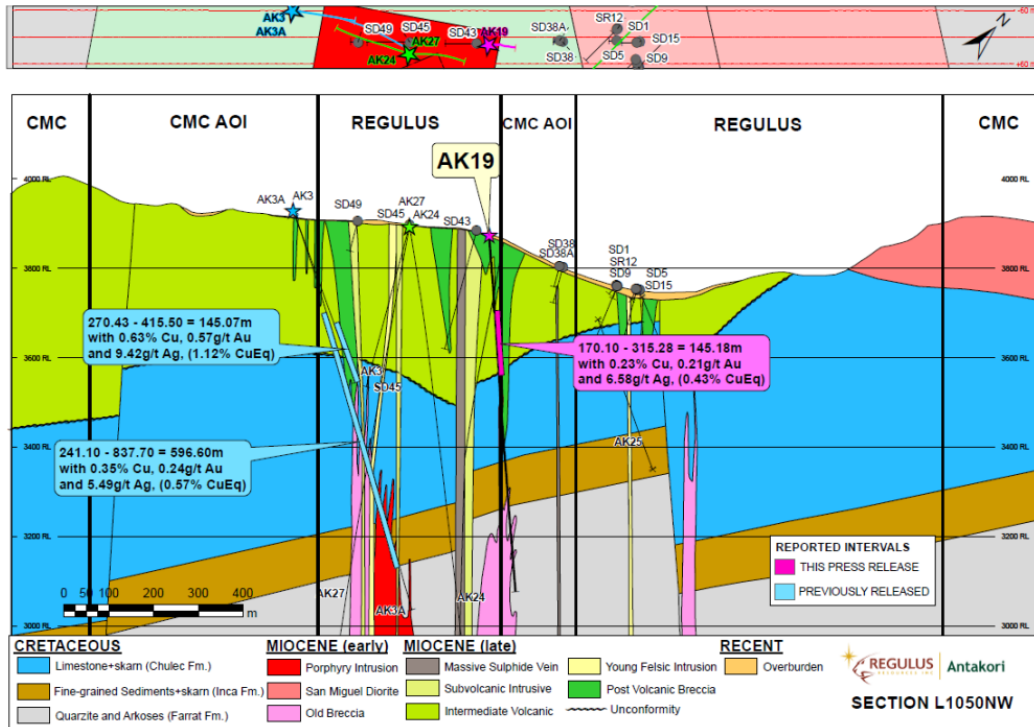 AK3
AK3A
SD49
SD45
AK27
AK24
SD43
AK19
SD38A
SD38
SR12
SD1
SD5
SD15
SD9
N
+60
CMC
CMC AOI
REGULUS
CMC AOI
REGULUS
CMC
AK19
4000 RL
4000 RL
AK3A
AK3
SD49
SD45
AK27
AK24
SD43
SD38
SD38A
SD1
SR12
SD9
SD5
SD15
3800 RL
3800 RL
270.43 - 415.50 = 145.07m
with 0.63% Cu, 0.57g/t Au
and 9.42g/t Ag, (1.12% CuEq)
170.10 - 315.28 = 145.18m
with 0.23% Cu, 0.21g/t Au
and 6.58g/t Ag, (0.43% CuEq)
3600 RL
3600 RL
AK3
SD45
241.10 - 837.70 = 596.60m
with 0.35% Cu, 0.24g/t Au
and 5.49g/t Ag, (0.57% CuEq)
3400 RL
3400 RL
AK25
3200 RL
3200 RL
REPORTED INTERVALS
THIS PRESS RELEASE
PREVIOUSLY RELEASED
0 50 100 200 300 400
m
AK27
AK3A
AK24
3000 RL
3000 RL
CRETACEOUS
Limestone+skarn (Chulec Fm.)
Fine-grained Sediments+skarn (Inca Fm.)
Quarzite and Arkoses (Farrat Fm.)
MIOCENE (early)
Porphyry Intrusion
San Miguel Diorite
Old Breccia
MIOCENE (late)
Massive Sulphide Vein
Subvolcanic Intrusive
Intermediate Volcanic
Young Felsic Intrusion
Post Volcanic Breccia
Unconformity
RECENT
Overburden
REGULUS
Antakori
SECTION L1050NW